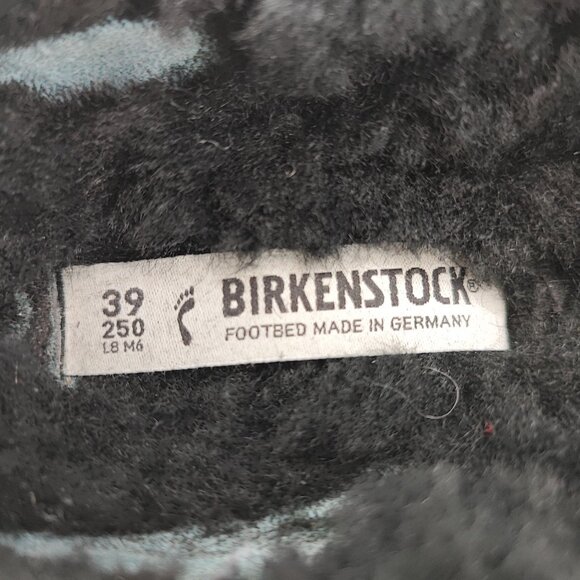 39
250
L8 M6
BIRKENSTOCK®
FOOTBED MADE IN GERMANY